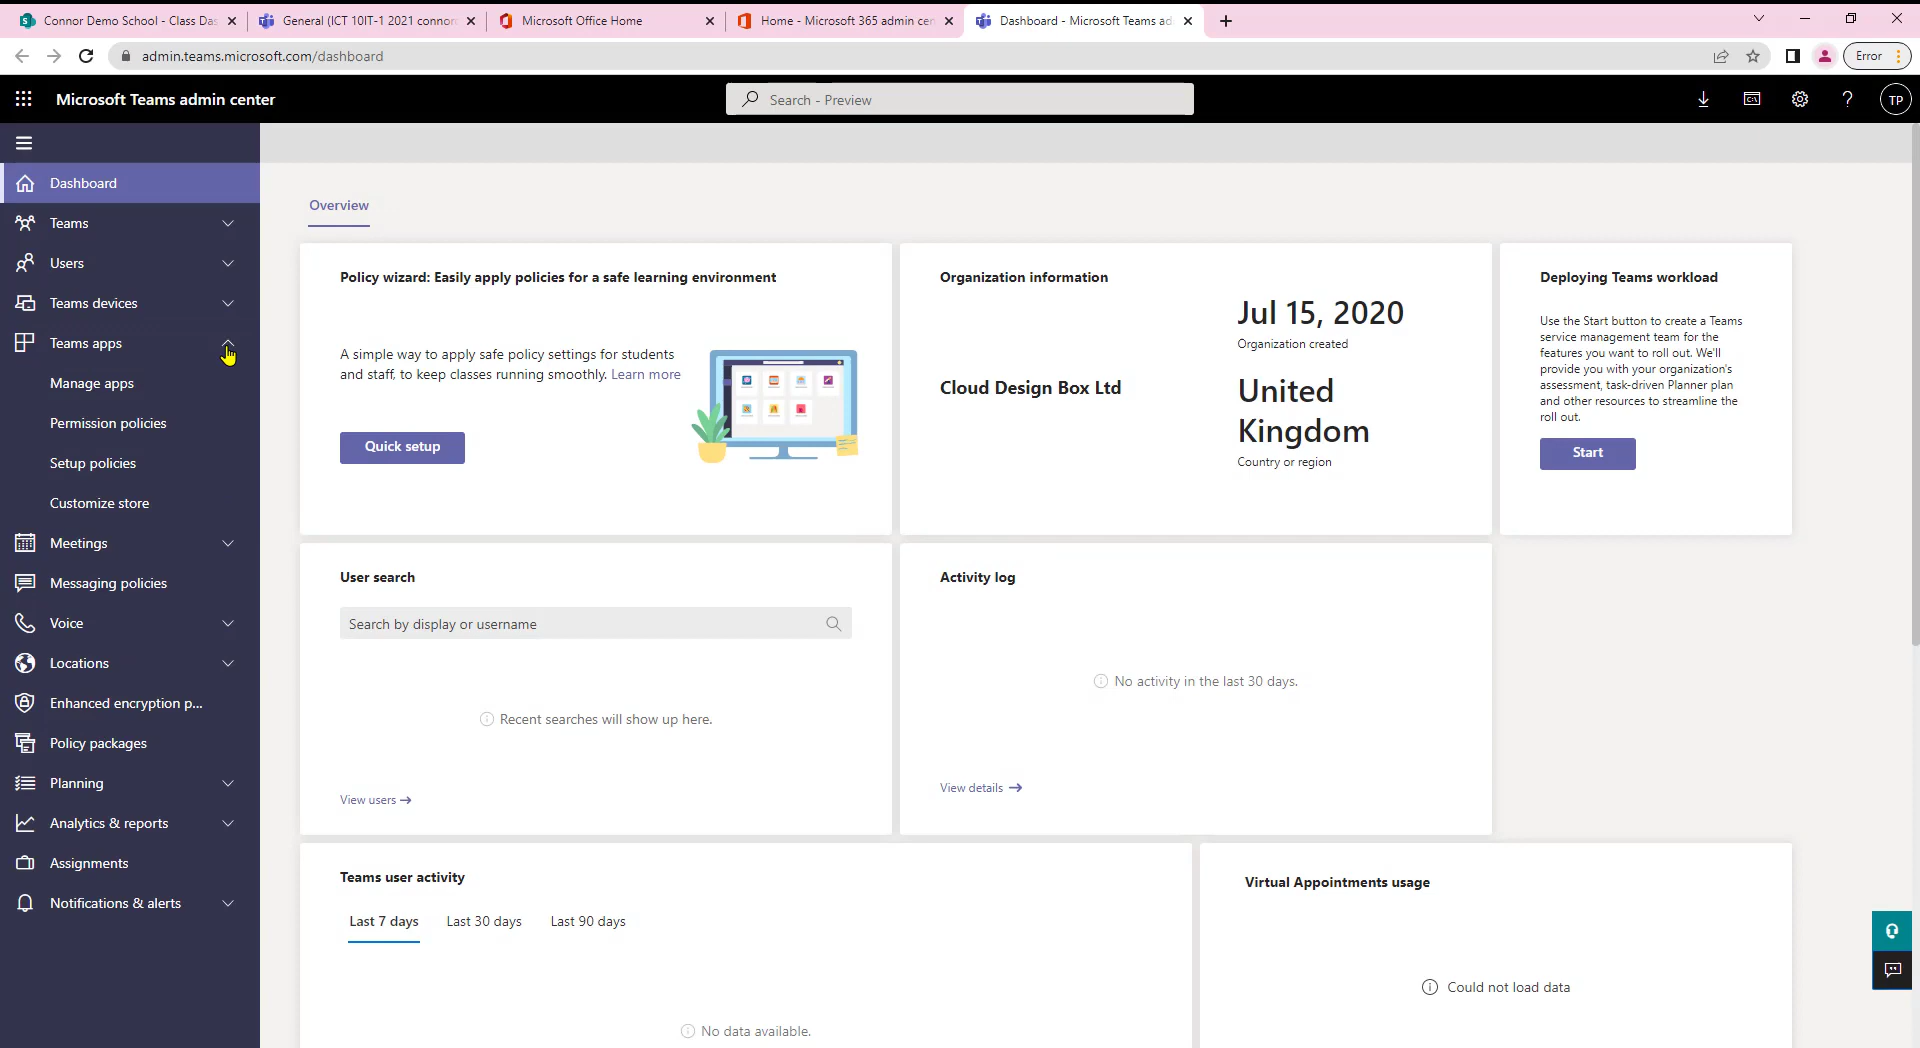 Connor Demo School - Class Das
General (ICT 10IT-1 2021 connor
Microsoft Office Home
Home - Microsoft 365 admin cen
Dashboard - Microsoft Teams ad
admin.teams.microsoft.com/dashboard
Error
Microsoft Teams admin center
Search - Preview
TP
Dashboard
Teams
Users
Teams devices
Teams apps
Manage apps
Permission policies
Setup policies
Customize store
Meetings
Messaging policies
Voice
Locations
Enhanced encryption p...
Policy packages
Planning
Analytics & reports
Assignments
Notifications & alerts
Overview
Policy wizard: Easily apply policies for a safe learning environment
A simple way to apply safe policy settings for students
and staff, to keep classes running smoothly. Learn more
Quick setup
Organization information
Cloud Design Box Ltd
Jul 15, 2020
Organization created
United
Kingdom
Country or region
Deploying Teams workload
Use the Start button to create a Teams
service management team for the
features you want to roll out. We'll
provide you with your organization's
assessment, task-driven Planner plan
and other resources to streamline the
roll out.
Start
User search
Search by display or username
Recent searches will show up here.
View users
Activity log
No activity in the last 30 days.
View details
Teams user activity
Last 7 days
Last 30 days
Last 90 days
No data available.
Virtual Appointments usage
Could not load data